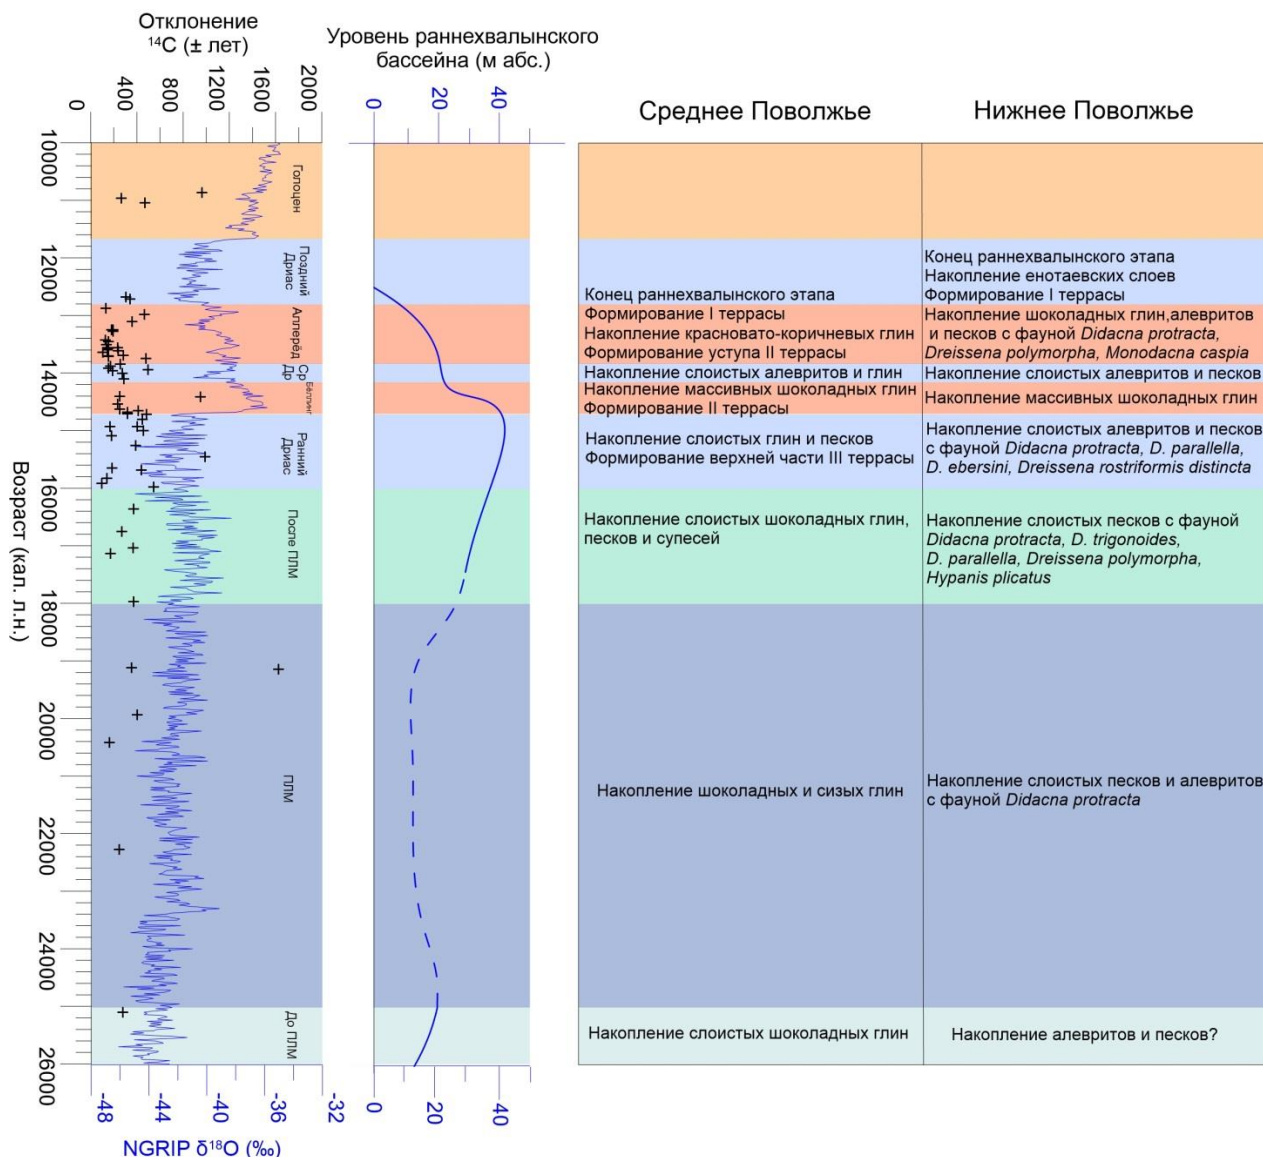 Отклонение
¹⁴C (± лет)
Уровень раннехвалынского
бассейна (м абс.)
Среднее Поволжье
Нижнее Поволжье
0
400
800
1200
1600
2000
0
20
40
10000
12000
14000
16000
18000
20000
22000
24000
26000
Возраст (кал. л.н.)
Голоцен
Поздний
Дриас
Аллерёд
Ср
Др
Бёллинг
Ранний
Дриас
После ПЛМ
ПЛМ
До ПЛМ
Конец раннехвалынского этапа
Формирование I террасы
Накопление красновато-коричневых глин
Формирование уступа II террасы
Накопление слоистых алевритов и глин
Накопление массивных шоколадных глин
Формирование II террасы
Накопление слоистых глин и песков
Формирование верхней части III террасы
Накопление слоистых шоколадных глин,
песков и супесей
Накопление шоколадных и сизых глин
Накопление слоистых шоколадных глин
Конец раннехвалынского этапа
Накопление енотаевских слоев
Формирование I террасы
Накопление шоколадных глин,алевритов
и песков с фауной Didacna protracta,
Dreissena polymorpha, Monodacna caspia
Накопление слоистых алевритов и песков
Накопление массивных шоколадных глин
Накопление слоистых алевритов и песков
с фауной Didacna protracta, D. parallella,
D. ebersini, Dreissena rostriformis distincta
Накопление слоистых песков с фауной
Didacna protracta, D. trigonoides,
D. parallella, Dreissena polymorpha,
Hypanis plicatus
Накопление слоистых песков и алевритов
с фауной Didacna protracta
Накопление алевритов и песков?
-48
-44
-40
-36
-32
NGRIP δ¹⁸O (‰)
0
20
40